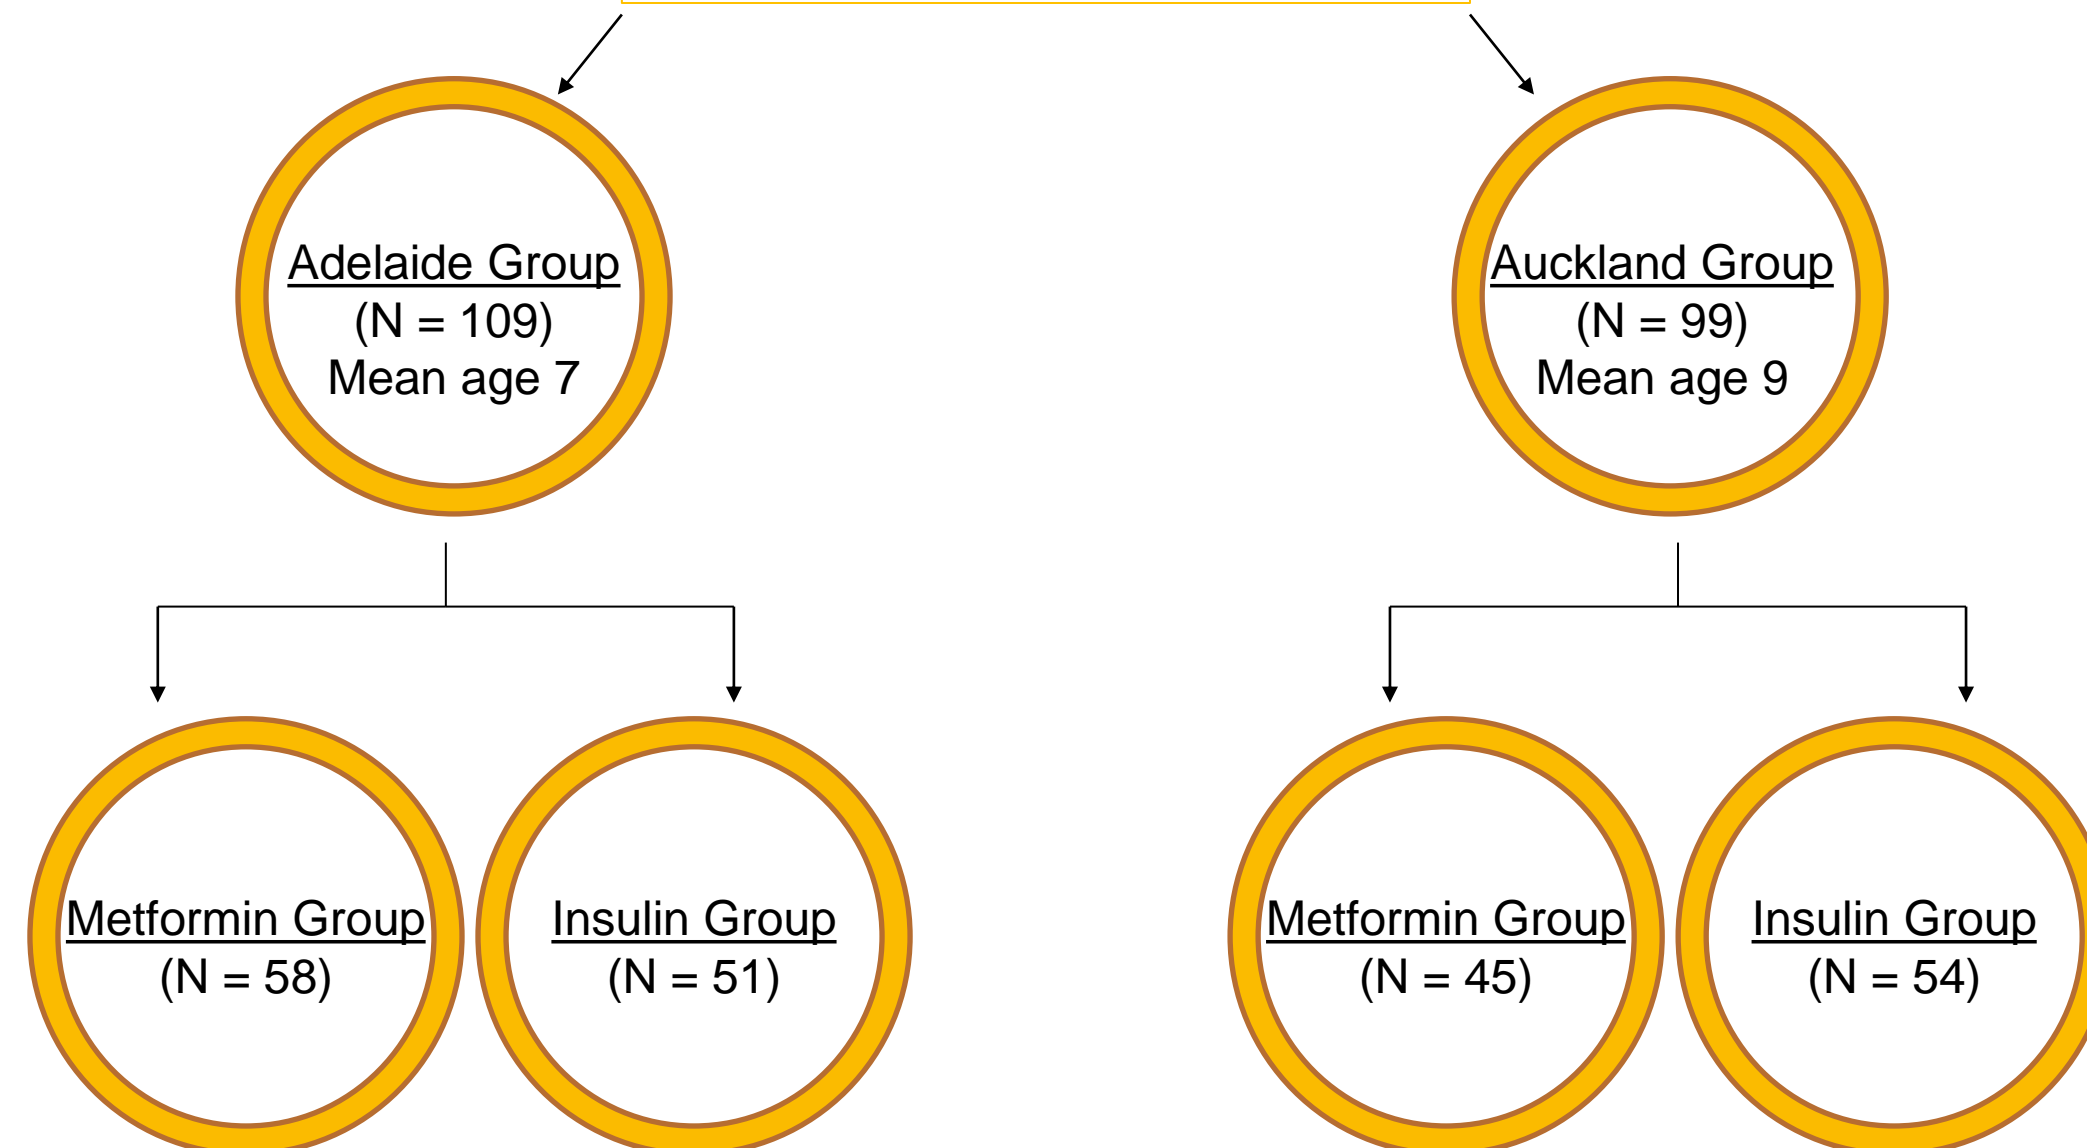 Adelaide Group
(N = 109)
Mean age 7
Auckland Group
(N = 99)
Mean age 9
Metformin Group
(N = 58)
Insulin Group
(N = 51)
Metformin Group
(N = 45)
Insulin Group
(N = 54)